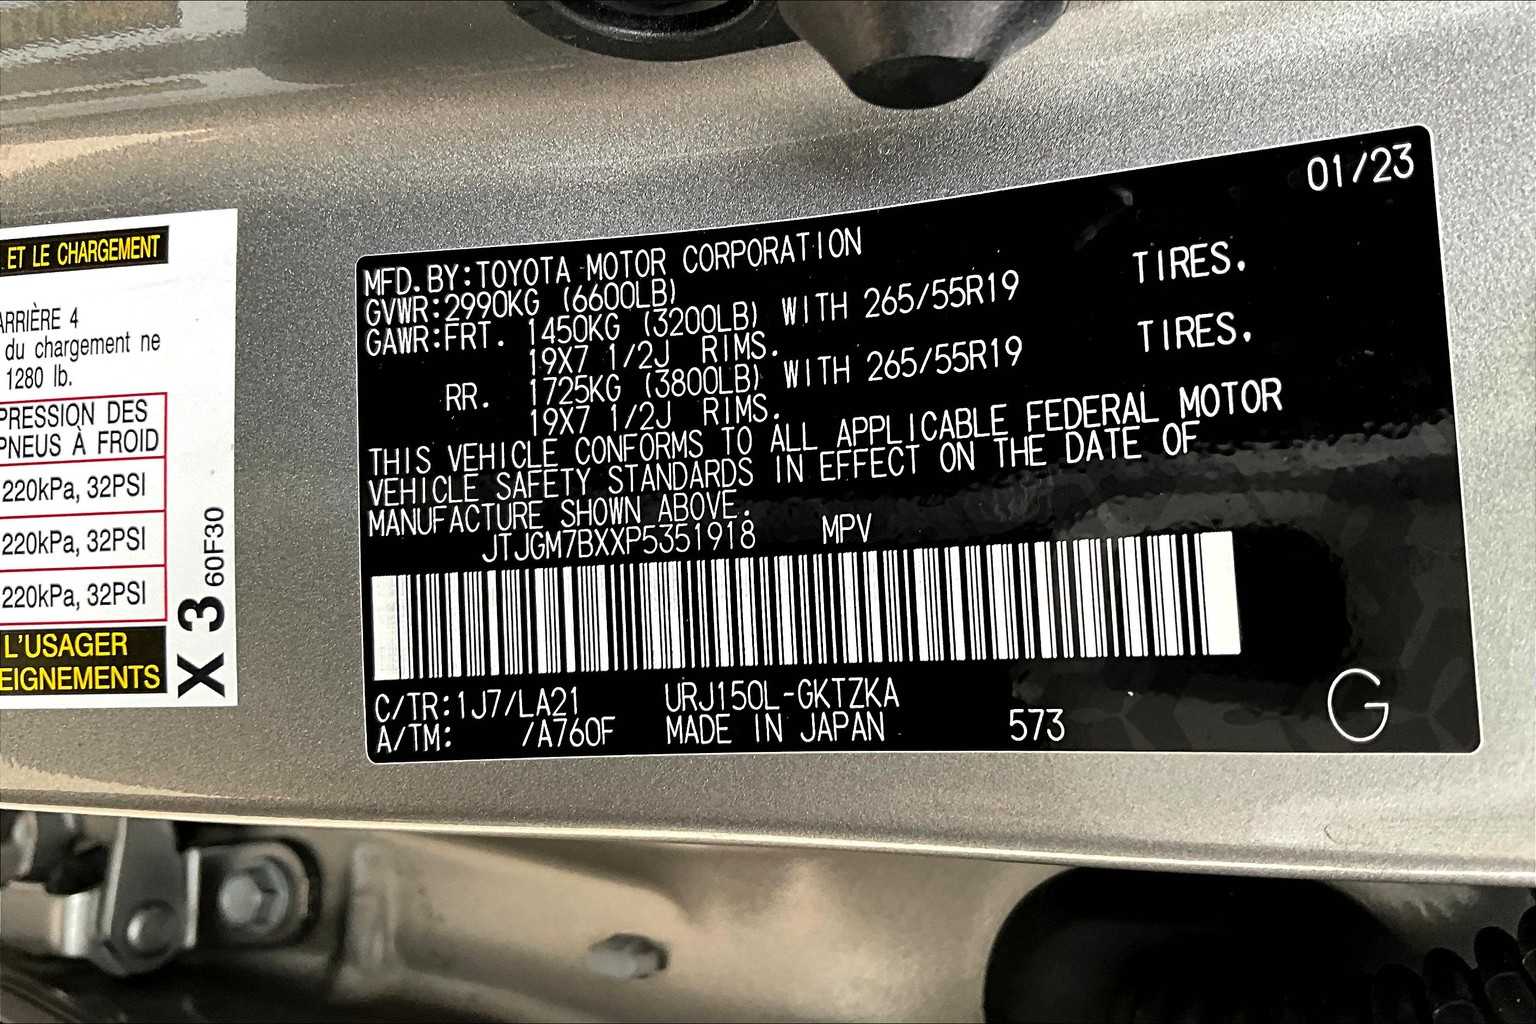 ET LE CHARGEMENT
ARRIÈRE 4
du chargement ne
1280 lb.
PRESSION DES
PNEUS À FROID
220kPa, 32PSI
220kPa, 32PSI
220kPa, 32PSI
L'USAGER
EIGNEMENTS
X 3 60F30
01/23
MFD.BY:TOYOTA MOTOR CORPORATION
GVWR:2990KG (6600LB)
GAWR:FRT. 1450KG (3200LB) WITH 265/55R19 TIRES.
19X7 1/2J RIMS.
RR. 1725KG (3800LB) WITH 265/55R19 TIRES.
19X7 1/2J RIMS.
THIS VEHICLE CONFORMS TO ALL APPLICABLE FEDERAL MOTOR
VEHICLE SAFETY STANDARDS IN EFFECT ON THE DATE OF
MANUFACTURE SHOWN ABOVE.
JTJGM7BXXP5351918 MPV
C/TR:1J7/LA21 URJ150L-GKTZKA
A/TM: /A760F MADE IN JAPAN 573 G